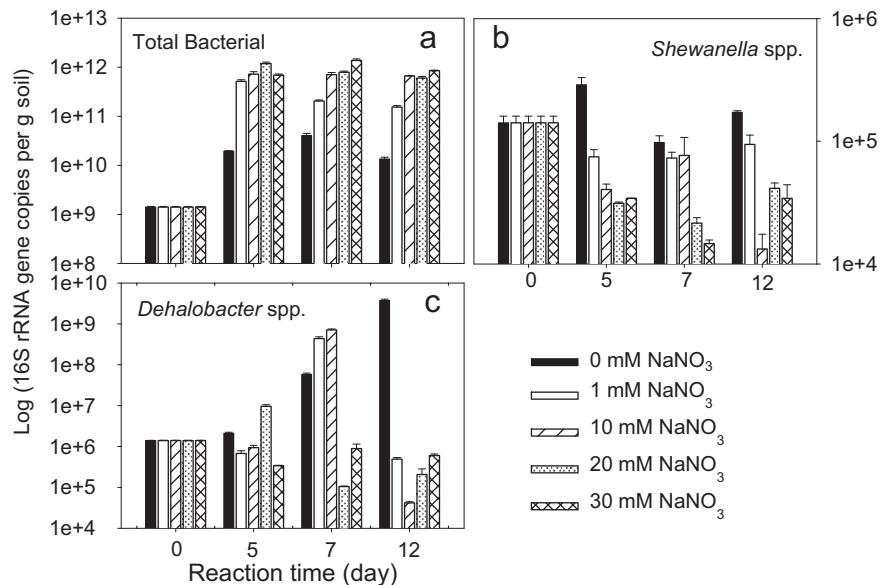 1e+13
1e+12
1e+11
1e+10
1e+9
1e+8
Total Bacterial
a
b
Shewanella spp.
1e+6
1e+5
1e+4
0
5
7
12
1e+10
1e+9
1e+8
1e+7
1e+6
1e+5
1e+4
Dehalobacter spp.
c
0
5
7
12
Log (16S rRNA gene copies per g soil)
Reaction time (day)
0 mM NaNO₃
1 mM NaNO₃
10 mM NaNO₃
20 mM NaNO₃
30 mM NaNO₃